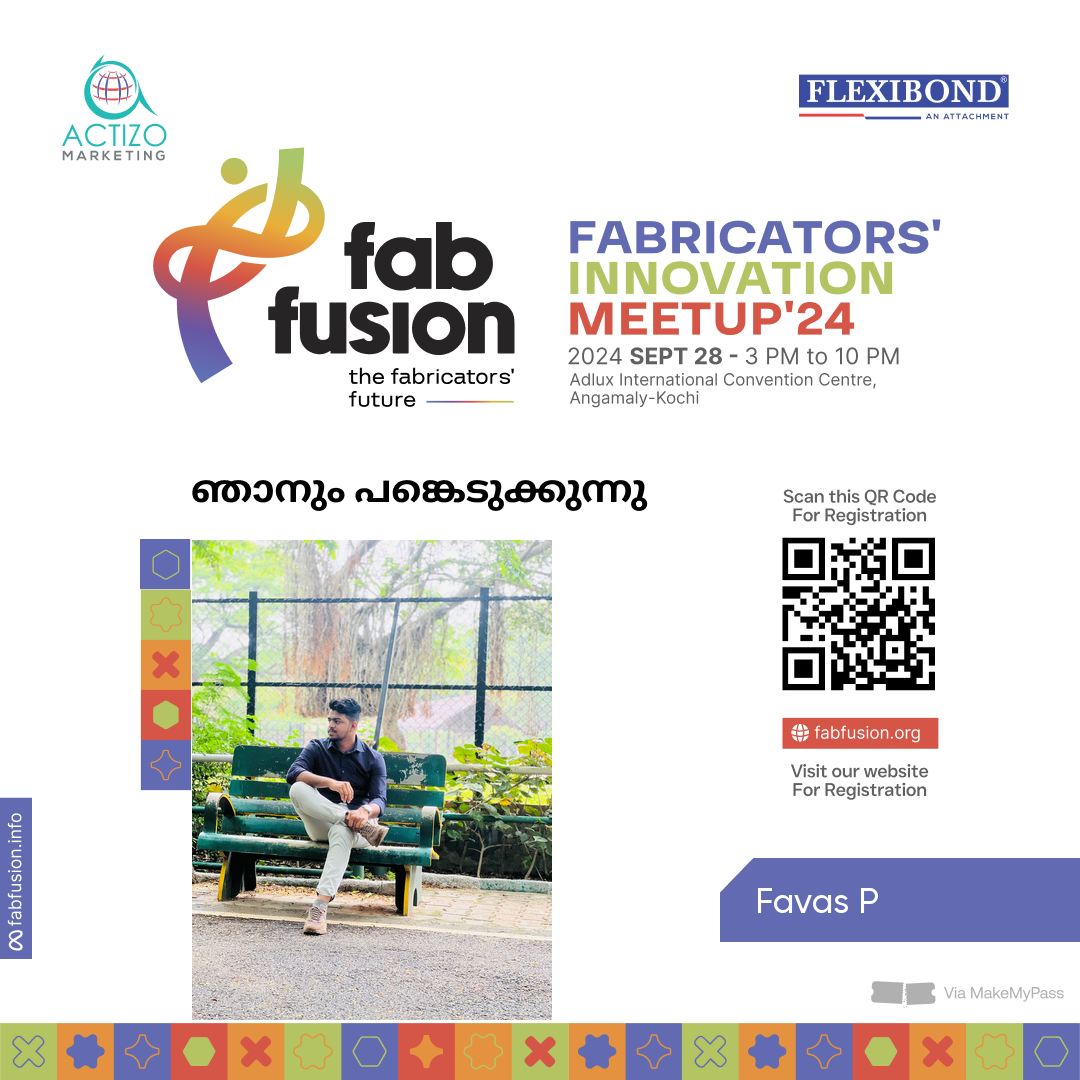 ACTIZO
MARKETING
FLEXIBOND®
AN ATTACHMENT
fab
fusion
the fabricators'
future
FABRICATORS'
INNOVATION
MEETUP'24
2024 SEPT 28 - 3 PM to 10 PM
Adlux International Convention Centre,
Angamaly-Kochi
ഞാനും പങ്കെടുക്കുന്നു
Scan this QR Code
For Registration
fabfusion.org
Visit our website
For Registration
fabfusion.info
Favas P
Via MakeMyPass